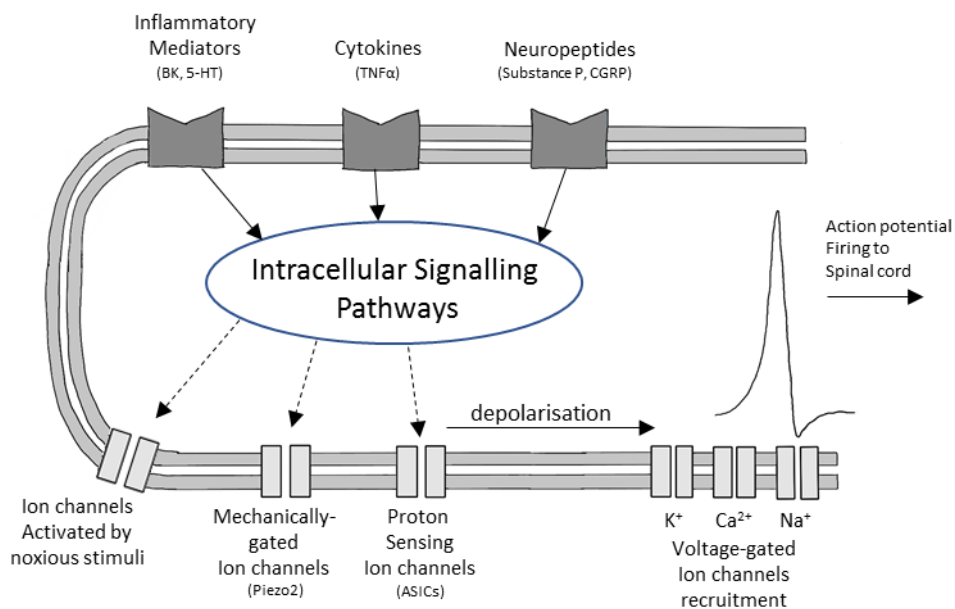 Inflammatory
Mediators
(BK, 5-HT)
Cytokines
(TNFα)
Neuropeptides
(Substance P, CGRP)
Intracellular Signalling
Pathways
Action potential
Firing to
Spinal cord
depolarisation
Ion channels
Activated by
noxious stimuli
Mechanically-
gated
Ion channels
(Piezo2)
Proton
Sensing
Ion channels
(ASICs)
K⁺
Ca²⁺
Na⁺
Voltage-gated
Ion channels
recruitment